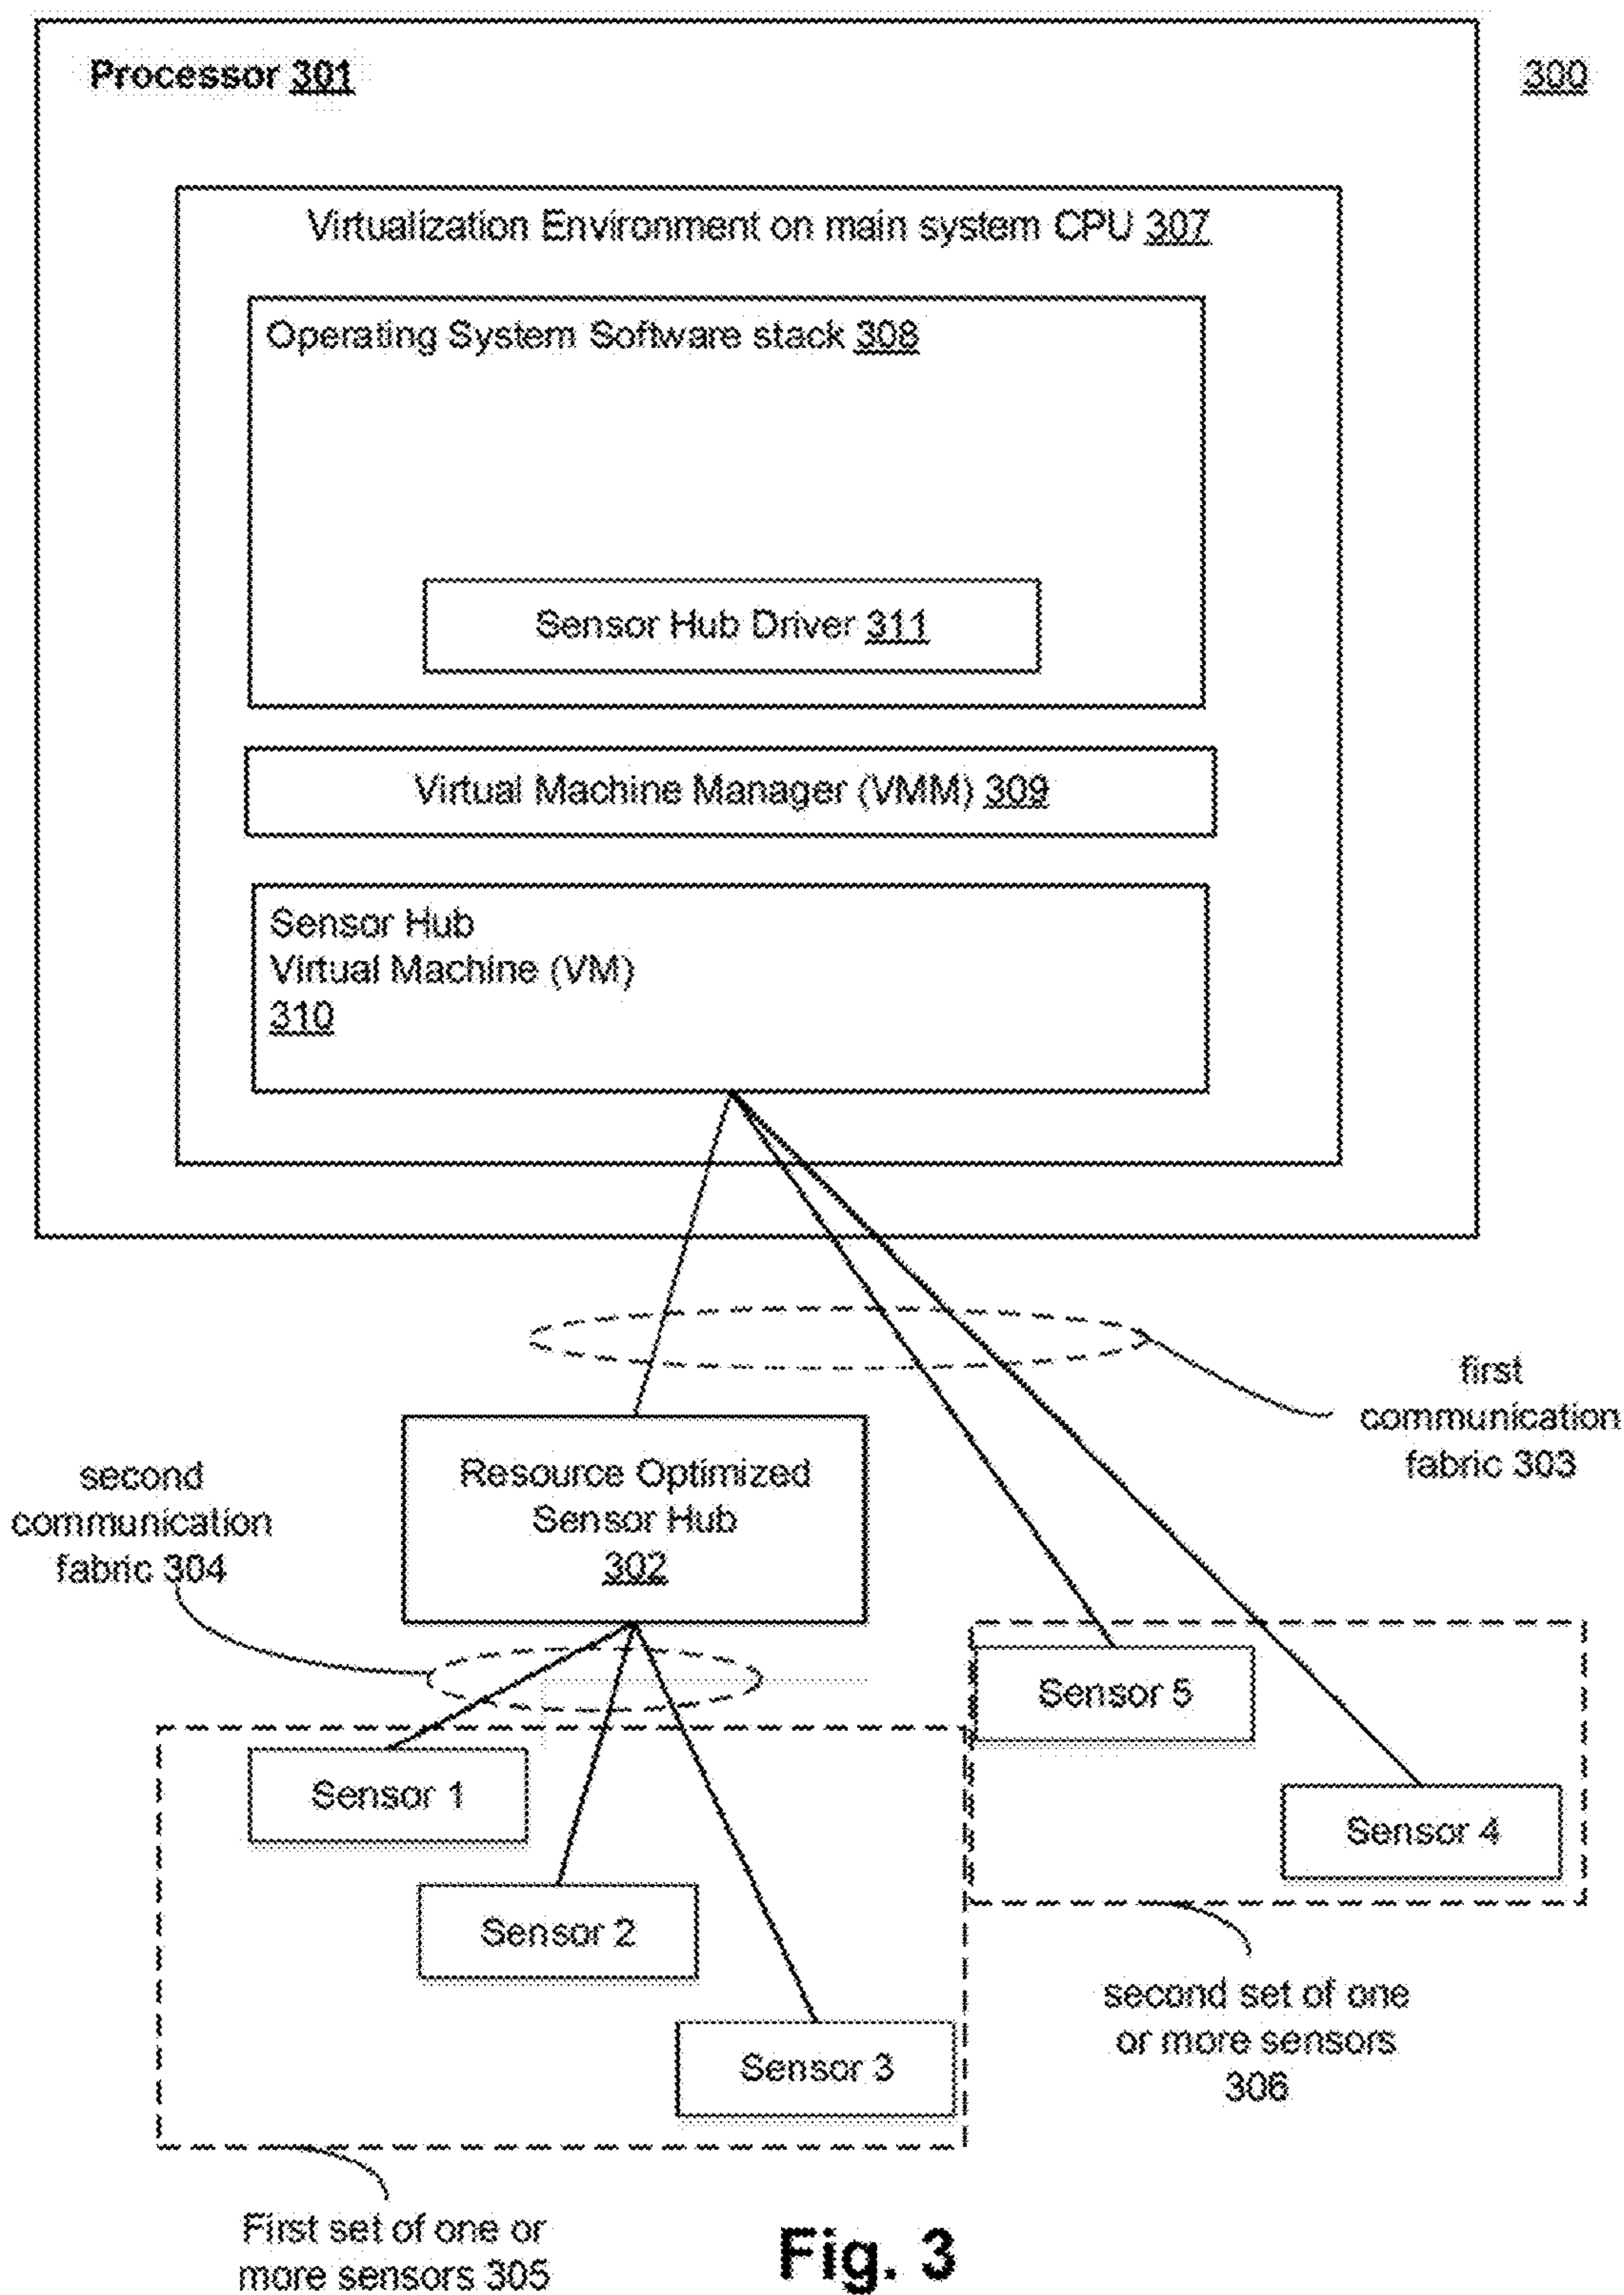 Processor 301
300
Virtualization Environment on main system CPU 307
Operating System Software stack 308
Sensor Hub Driver 311
Virtual Machine Manager (VMM) 309
Sensor Hub
Virtual Machine (VM)
310
first
communication
fabric 303
second
communication
fabric 304
Resource Optimized
Sensor Hub
302
Sensor 5
Sensor 1
Sensor 4
Sensor 2
second set of one
or more sensors
306
Sensor 3
First set of one or
more sensors 305
Fig. 3